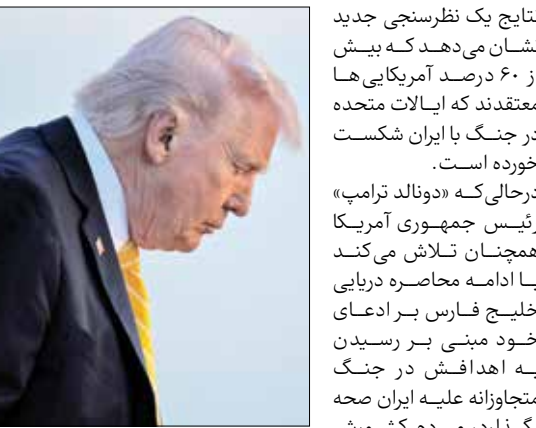 نتایج یک نظرسنجی جدید
نشان می‌دهد که بیش
از ۶۰ درصد آمریکایی‌ها
معتقدند که ایالات متحده
در جنگ با ایران شکست
خورده است.
درحالی‌که «دونالد ترامپ»
رئیس جمهوری آمریکا
همچنان تلاش می‌کند
با ادامه محاصره دریایی
خلیج فارس بر ادعای
خود مبنی بر رسیدن
به اهدافش در جنگ
متجاوزانه علیه ایران صحه